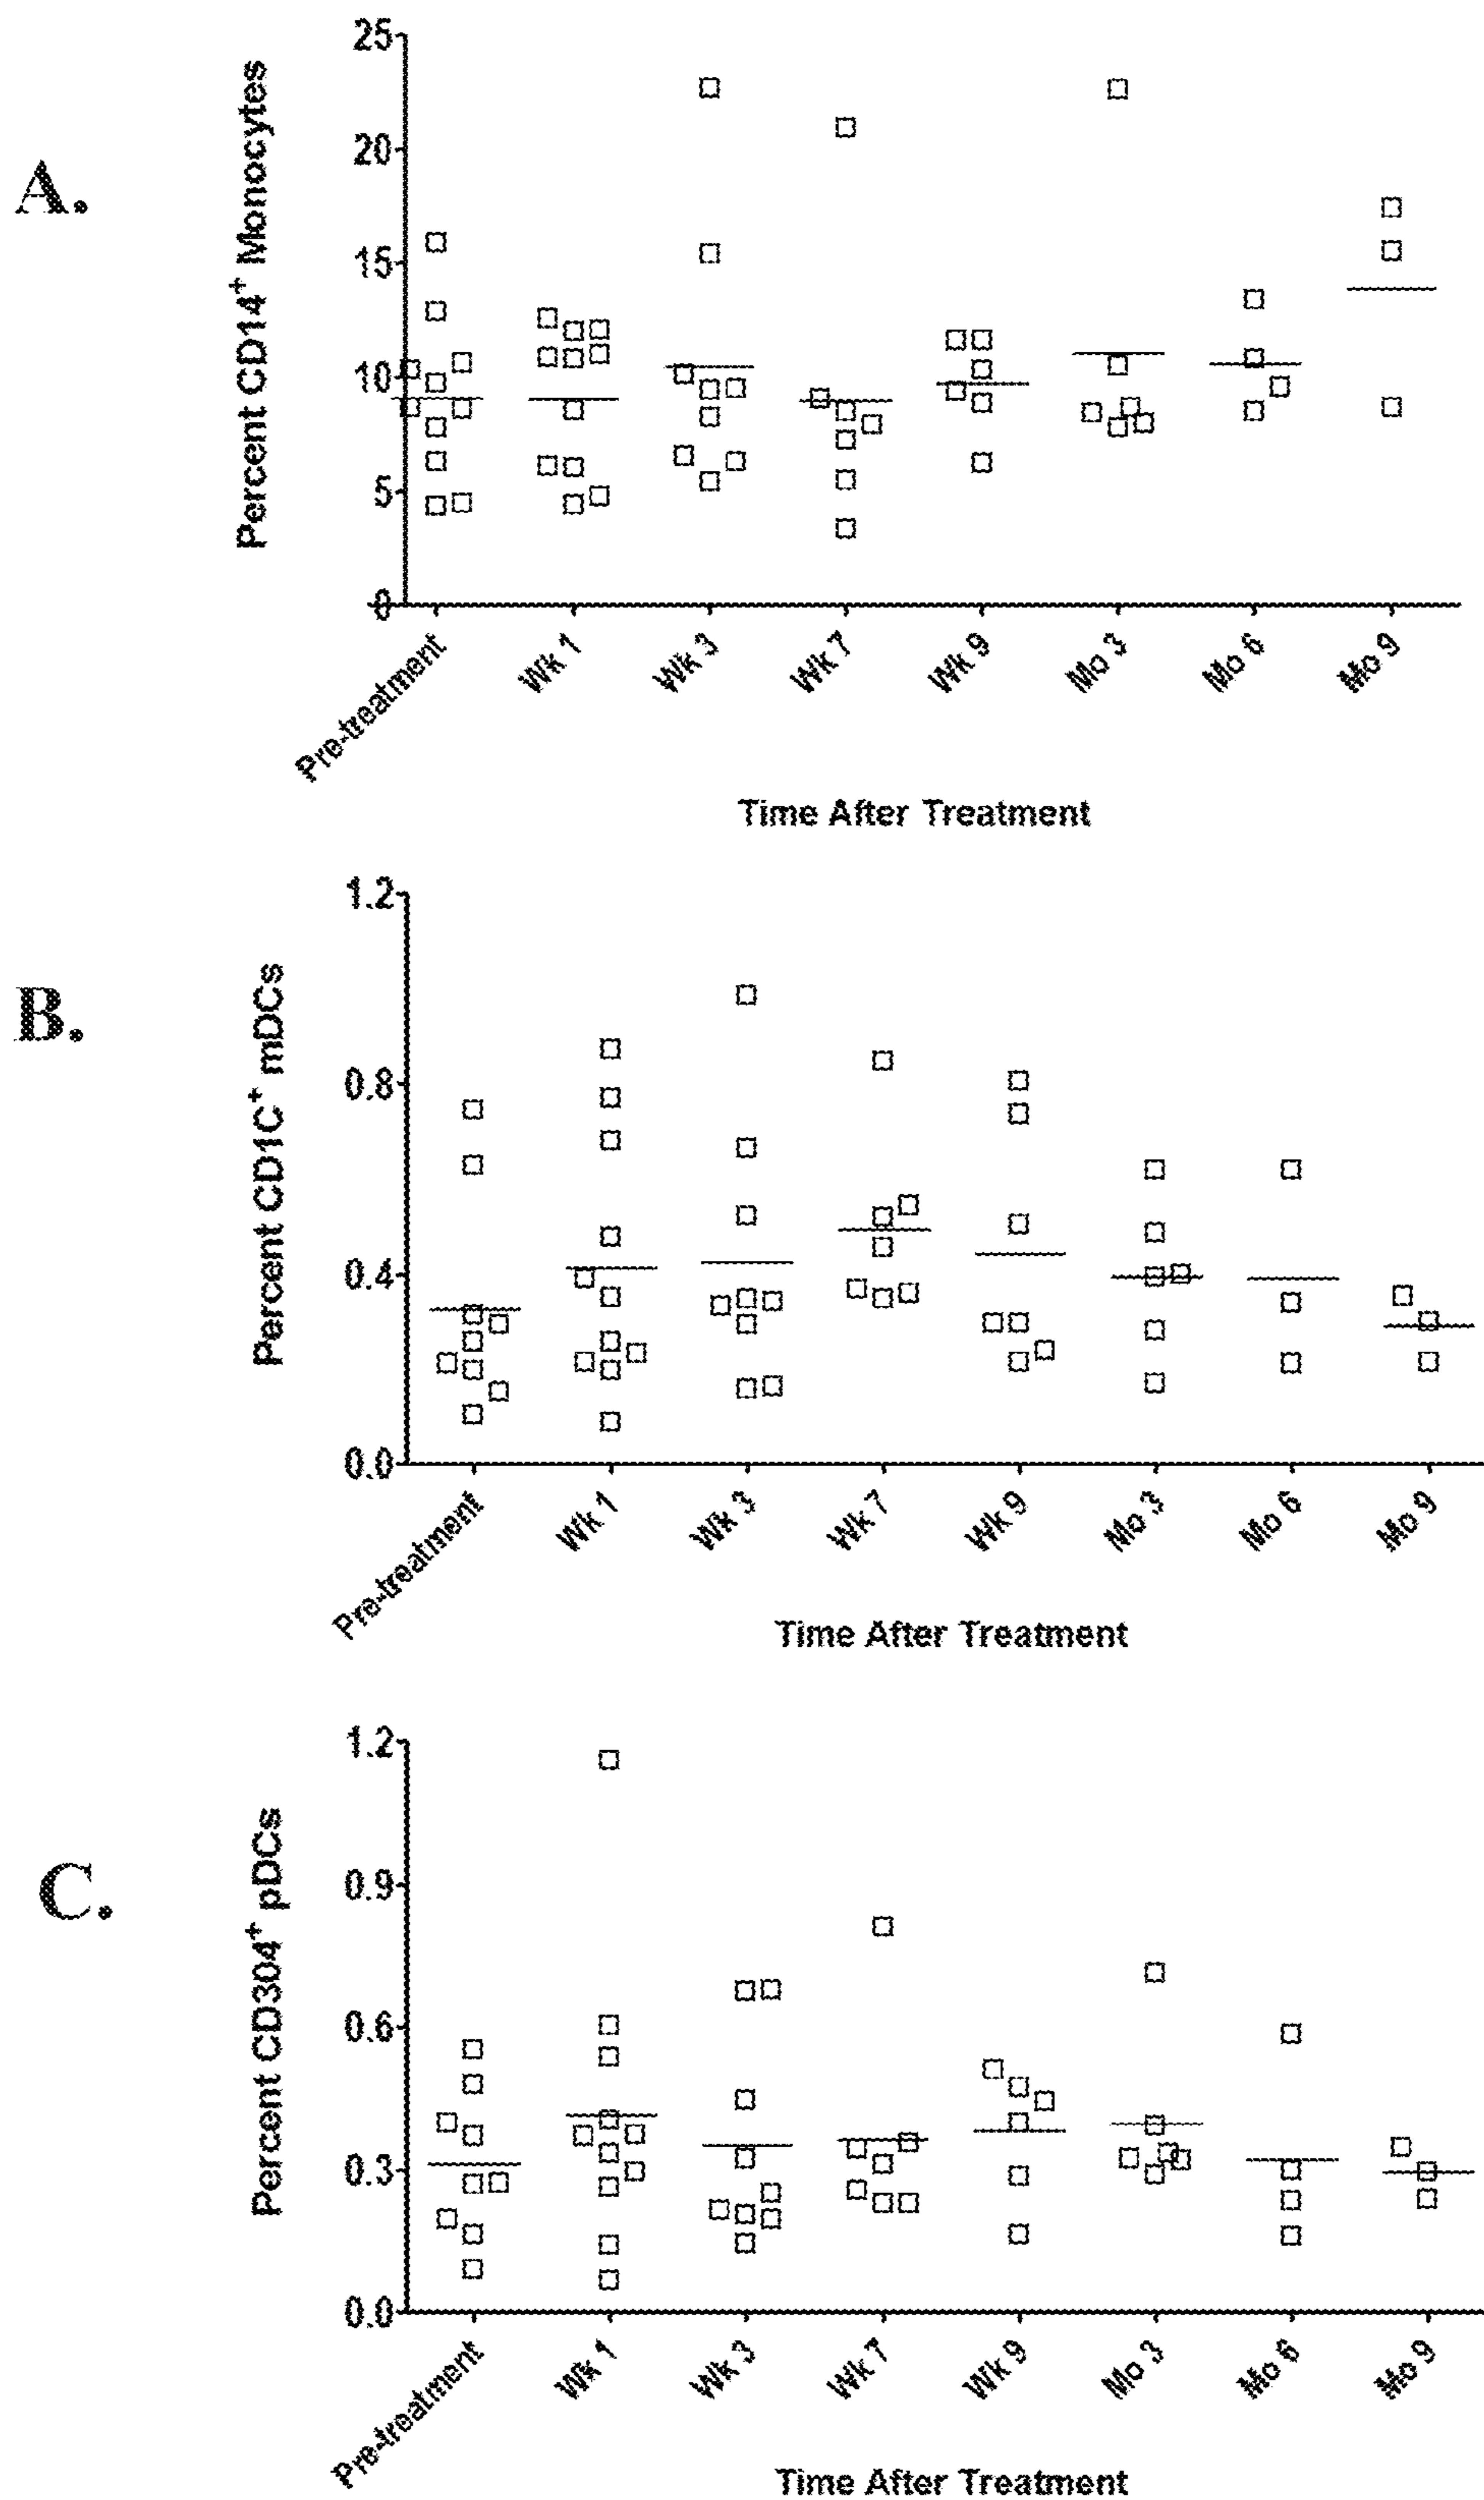 A.
Percent CD14+ Monocytes
25
20
15
10
5
0
Pre-treatment
Wk 1
Wk 3
Wk 7
Wk 9
Mo 3
Mo 6
Mo 9
Time After Treatment
B.
Percent CD1C+ mDCs
1.2
0.8
0.4
0.0
Pre-treatment
Wk 1
Wk 3
Wk 7
Wk 9
Mo 3
Mo 6
Mo 9
Time After Treatment
C.
Percent CD304+ pDCs
1.2
0.9
0.6
0.3
0.0
Pre-treatment
Wk 1
Wk 3
Wk 7
Wk 9
Mo 3
Mo 6
Mo 9
Time After Treatment